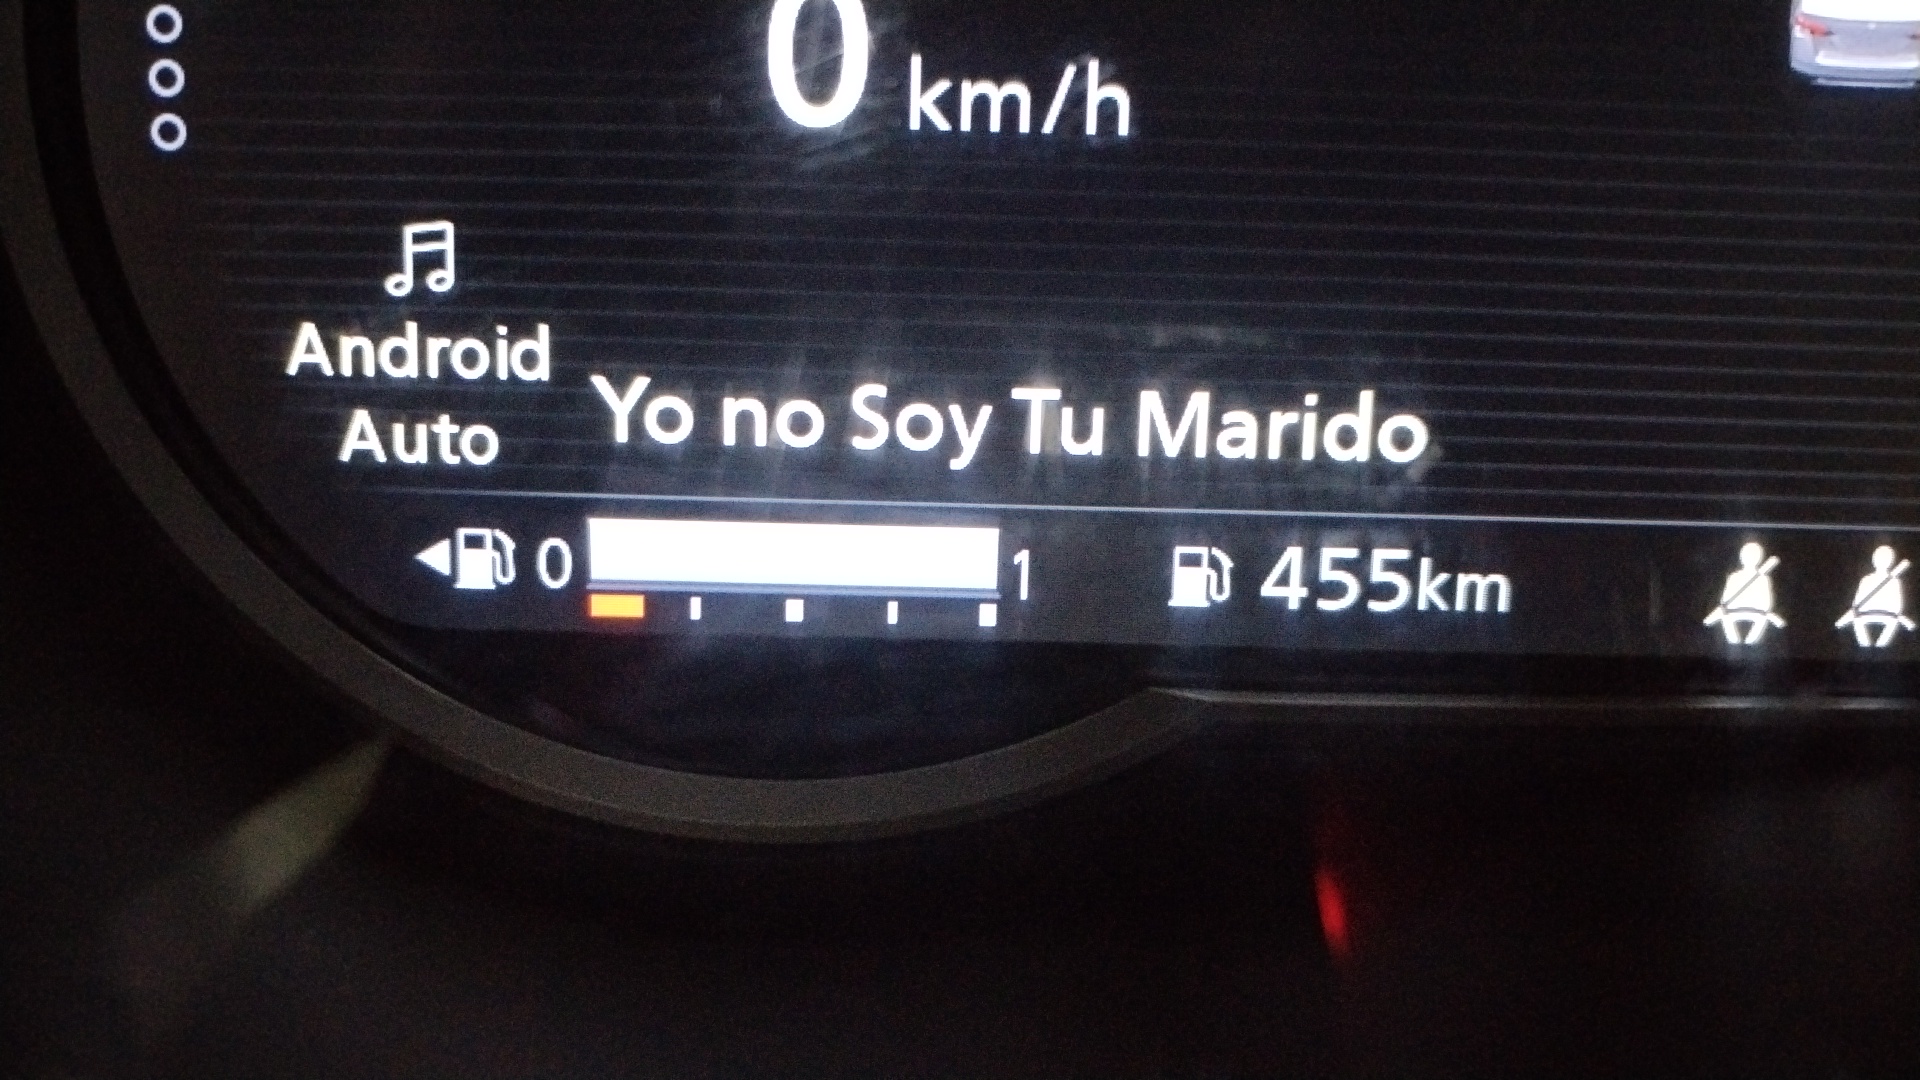 0 km/h
Android
Auto
Yo no Soy Tu Marido
0 1 455km